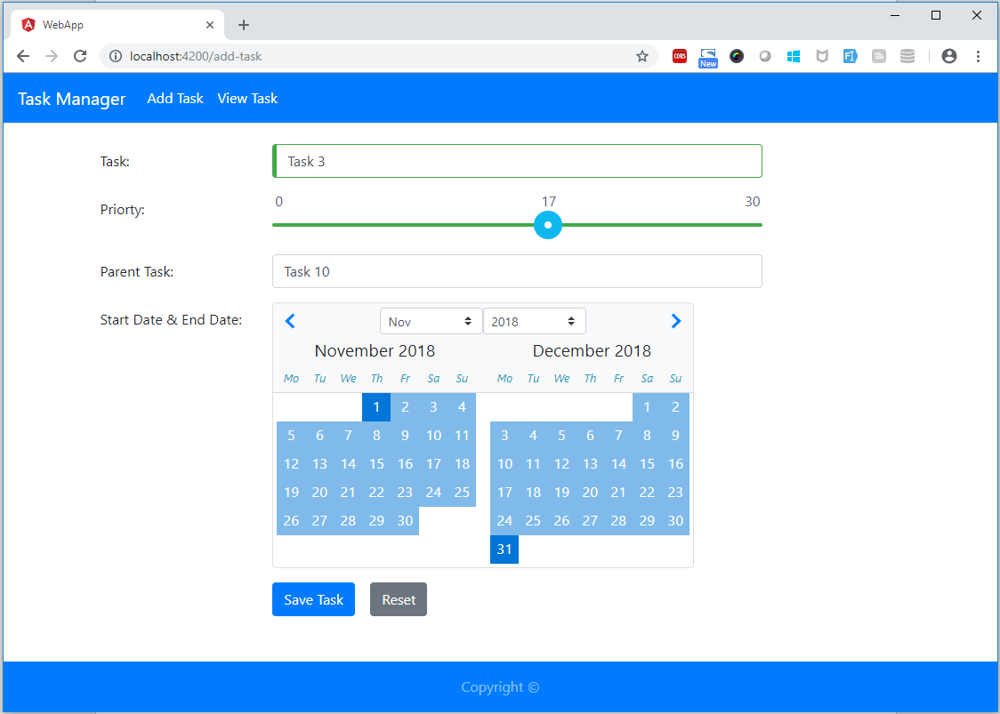 WebApp
localhost:4200/add-task
CORS
New
Task Manager Add Task View Task
Task: Task 3
0 17 30
Priorty:
Parent Task: Task 10
Start Date & End Date: Nov 2018
November 2018 December 2018
Mo Tu We Th Fr Sa Su Mo Tu We Th Fr Sa Su
1 2 3 4 1 2
5 6 7 8 9 10 11 3 4 5 6 7 8 9
12 13 14 15 16 17 18 10 11 12 13 14 15 16
19 20 21 22 23 24 25 17 18 19 20 21 22 23
26 27 28 29 30 24 25 26 27 28 29 30
31
Save Task Reset
Copyright ©